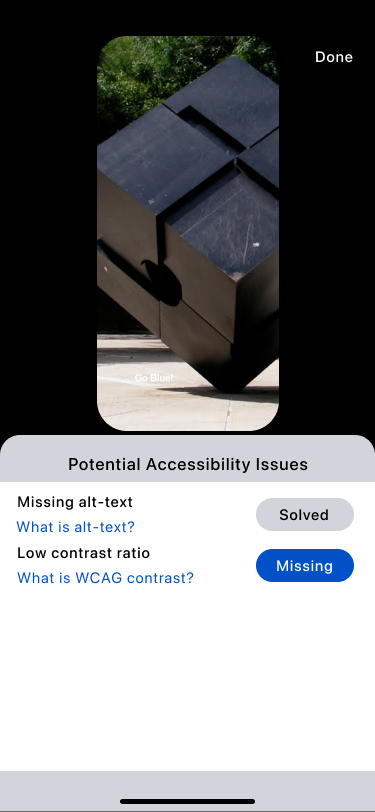 Done
Go Blue!
Potential Accessibility Issues
Missing alt-text
Solved
What is alt-text?
Low contrast ratio
Missing
What is WCAG contrast?